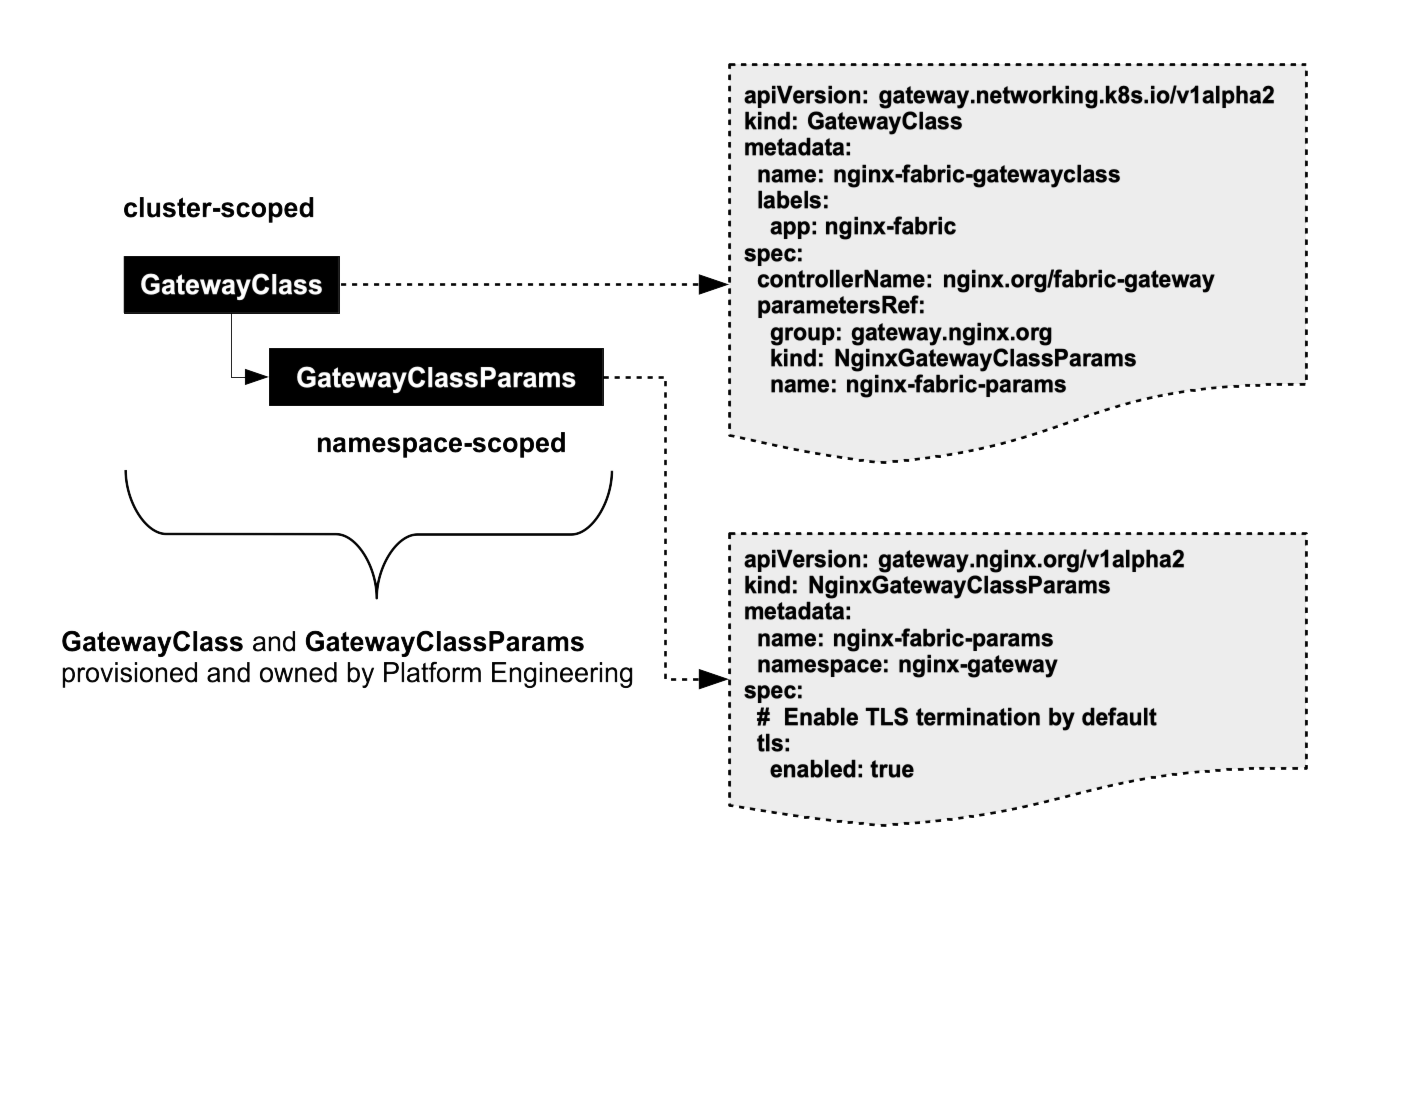 cluster-scoped
GatewayClass
GatewayClassParams
namespace-scoped
GatewayClass and GatewayClassParams
provisioned and owned by Platform Engineering
apiVersion: gateway.networking.k8s.io/v1alpha2
kind: GatewayClass
metadata:
  name: nginx-fabric-gatewayclass
  labels:
    app: nginx-fabric
spec:
  controllerName: nginx.org/fabric-gateway
  parametersRef:
    group: gateway.nginx.org
    kind: NginxGatewayClassParams
    name: nginx-fabric-params
apiVersion: gateway.nginx.org/v1alpha2
kind: NginxGatewayClassParams
metadata:
  name: nginx-fabric-params
  namespace: nginx-gateway
spec:
  #  Enable TLS termination by default
  tls:
    enabled: true